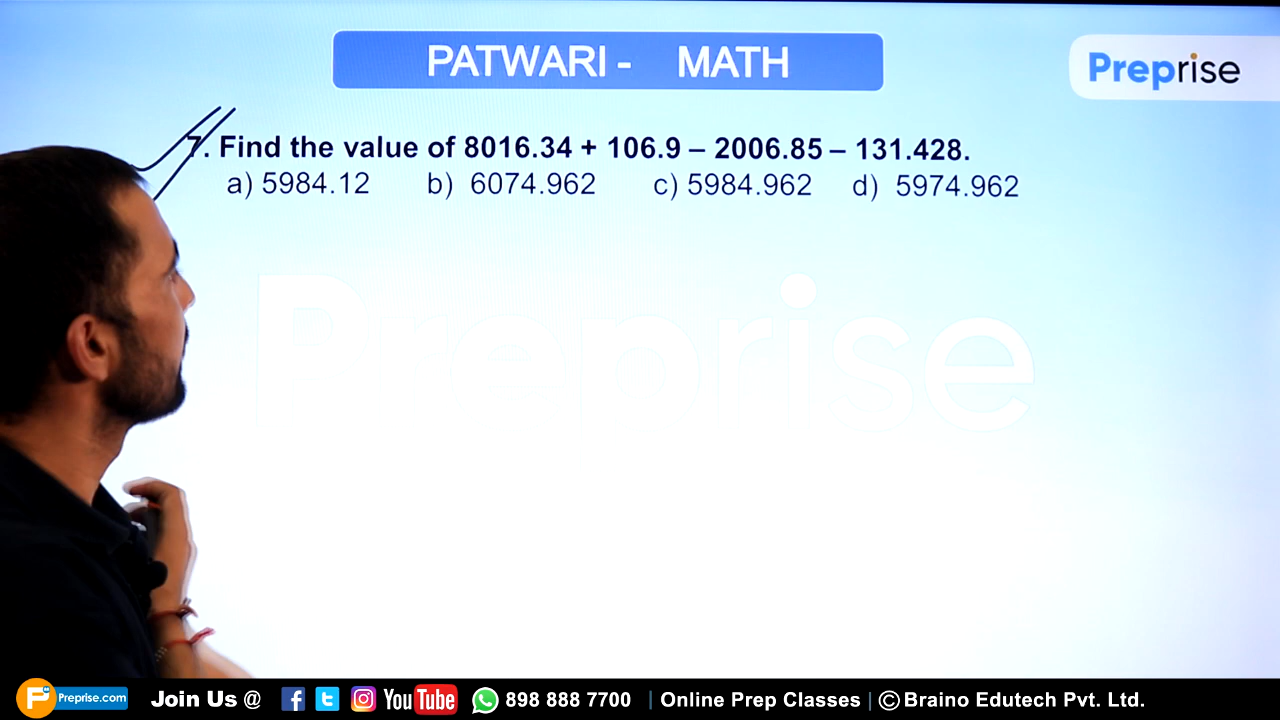 PATWARI - MATH
Preprise
7. Find the value of 8016.34 + 106.9 – 2006.85 – 131.428.
a) 5984.12 b) 6074.962 c) 5984.962 d) 5974.962
Preprise
Preprise.com Join Us @ YouTube 898 888 7700 | Online Prep Classes | © Braino Edutech Pvt. Ltd.